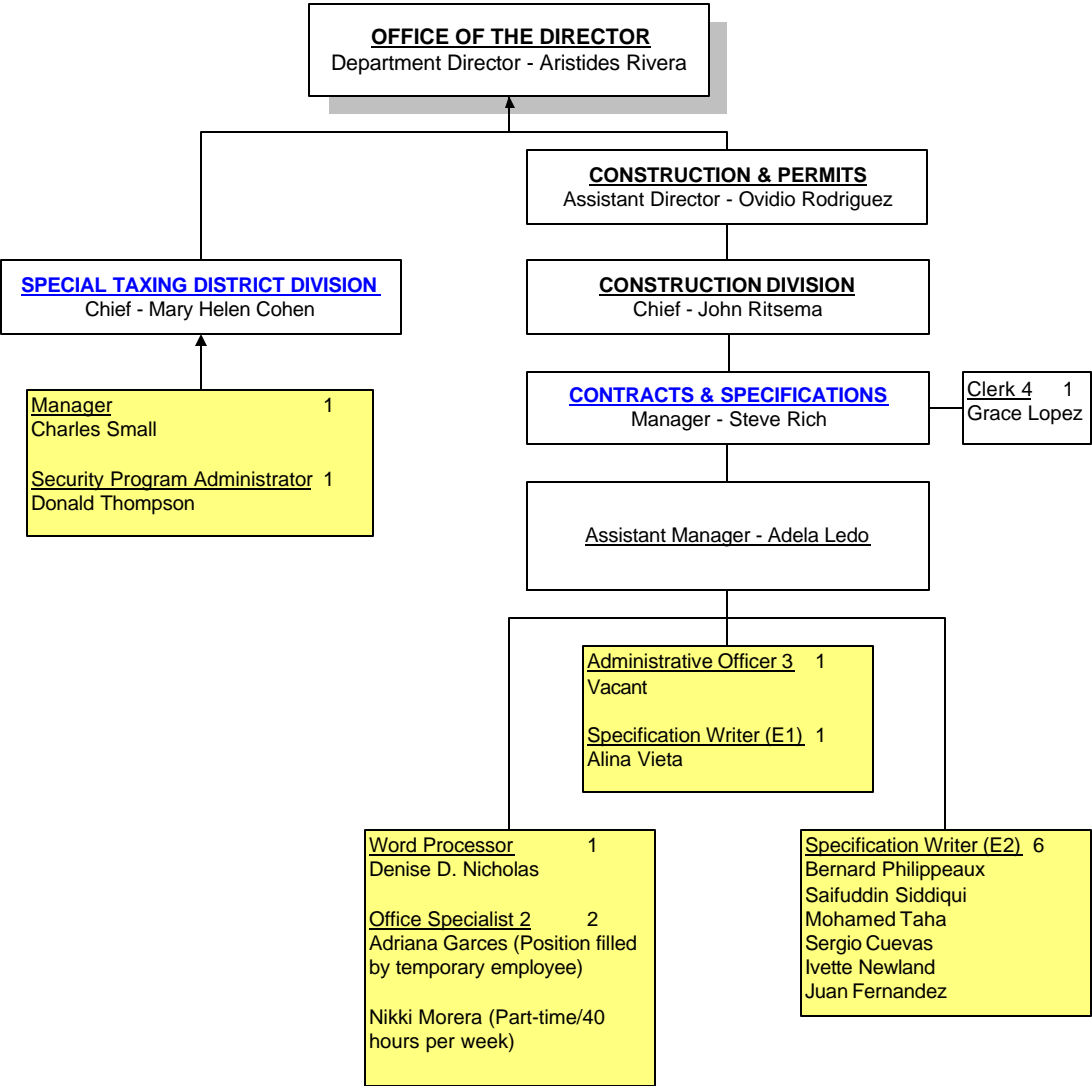 OFFICE OF THE DIRECTOR
Department Director - Aristides Rivera
CONSTRUCTION & PERMITS
Assistant Director - Ovidio Rodriguez
SPECIAL TAXING DISTRICT DIVISION
Chief - Mary Helen Cohen
CONSTRUCTION DIVISION
Chief - John Ritsema
Manager 1
Charles Small
Security Program Administrator 1
Donald Thompson
CONTRACTS & SPECIFICATIONS
Manager - Steve Rich
Clerk 4 1
Grace Lopez
Assistant Manager - Adela Ledo
Administrative Officer 3 1
Vacant
Specification Writer (E1) 1
Alina Vieta
Word Processor 1
Denise D. Nicholas
Office Specialist 2 2
Adriana Garces (Position filled
by temporary employee)
Nikki Morera (Part-time/40
hours per week)
Specification Writer (E2) 6
Bernard Philippeaux
Saifuddin Siddiqui
Mohamed Taha
Sergio Cuevas
Ivette Newland
Juan Fernandez